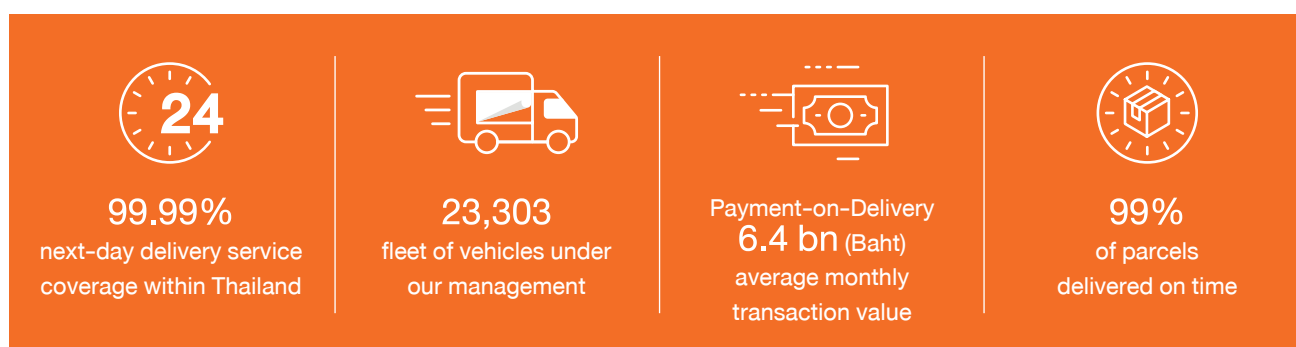 24
99.99%
next-day delivery service
coverage within Thailand
23,303
fleet of vehicles under
our management
Payment-on-Delivery
6.4 bn (Baht)
average monthly
transaction value
99%
of parcels
delivered on time